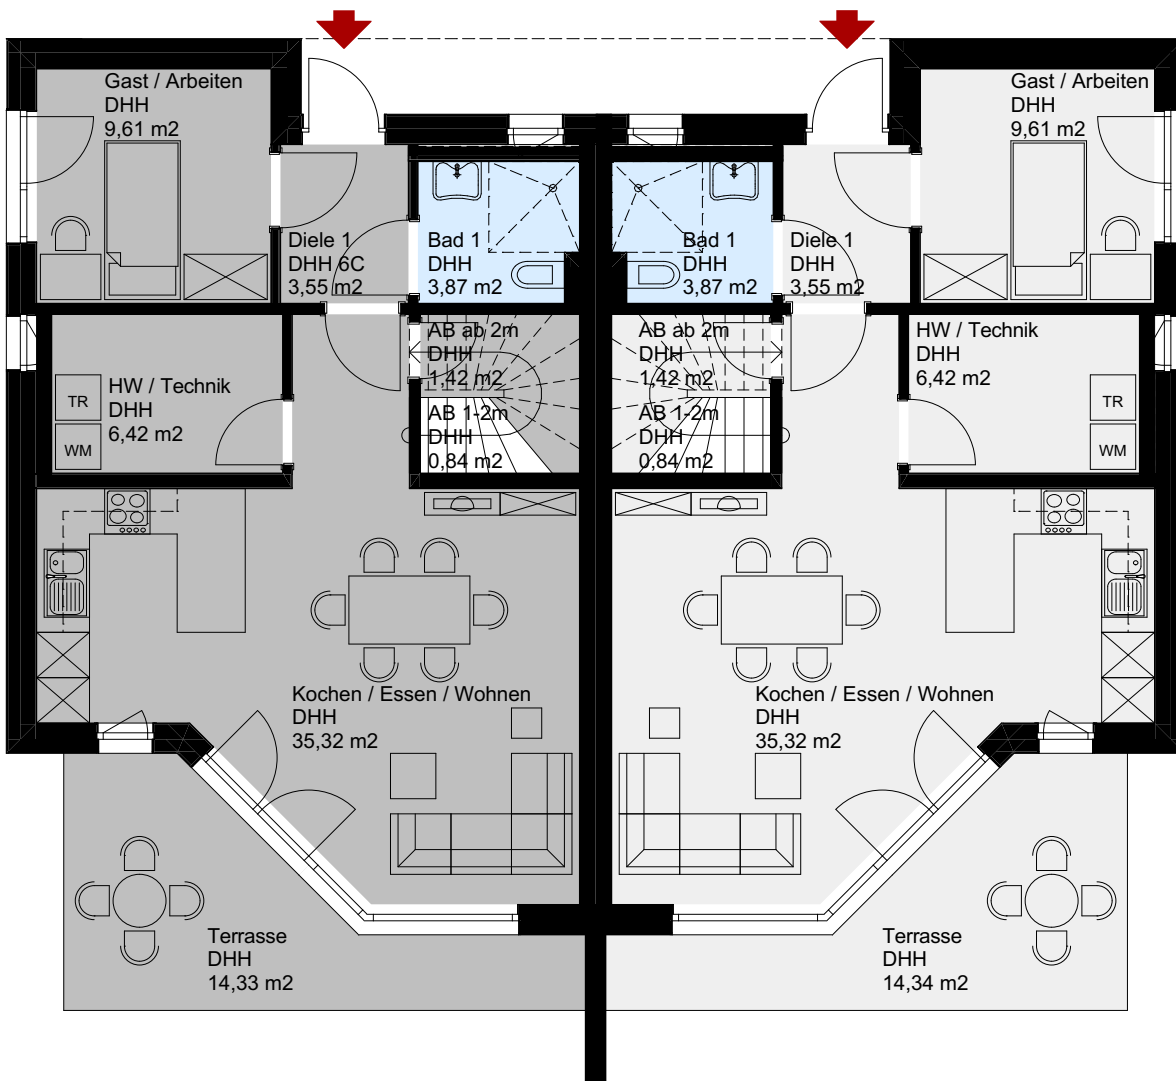 Gast / Arbeiten
DHH
9,61 m2
Gast / Arbeiten
DHH
9,61 m2
Diele 1
DHH 6C
3,55 m2
Bad 1
DHH
3,87 m2
Bad 1
DHH
3,87 m2
Diele 1
DHH
3,55 m2
HW / Technik
DHH
6,42 m2
TR
WM
AB ab 2m
DHH
1,42 m2
AB 1-2m
DHH
0,84 m2
AB ab 2m
DHH
1,42 m2
AB 1-2m
DHH
0,84 m2
HW / Technik
DHH
6,42 m2
TR
WM
Kochen / Essen / Wohnen
DHH
35,32 m2
Kochen / Essen / Wohnen
DHH
35,32 m2
Terrasse
DHH
14,33 m2
Terrasse
DHH
14,34 m2